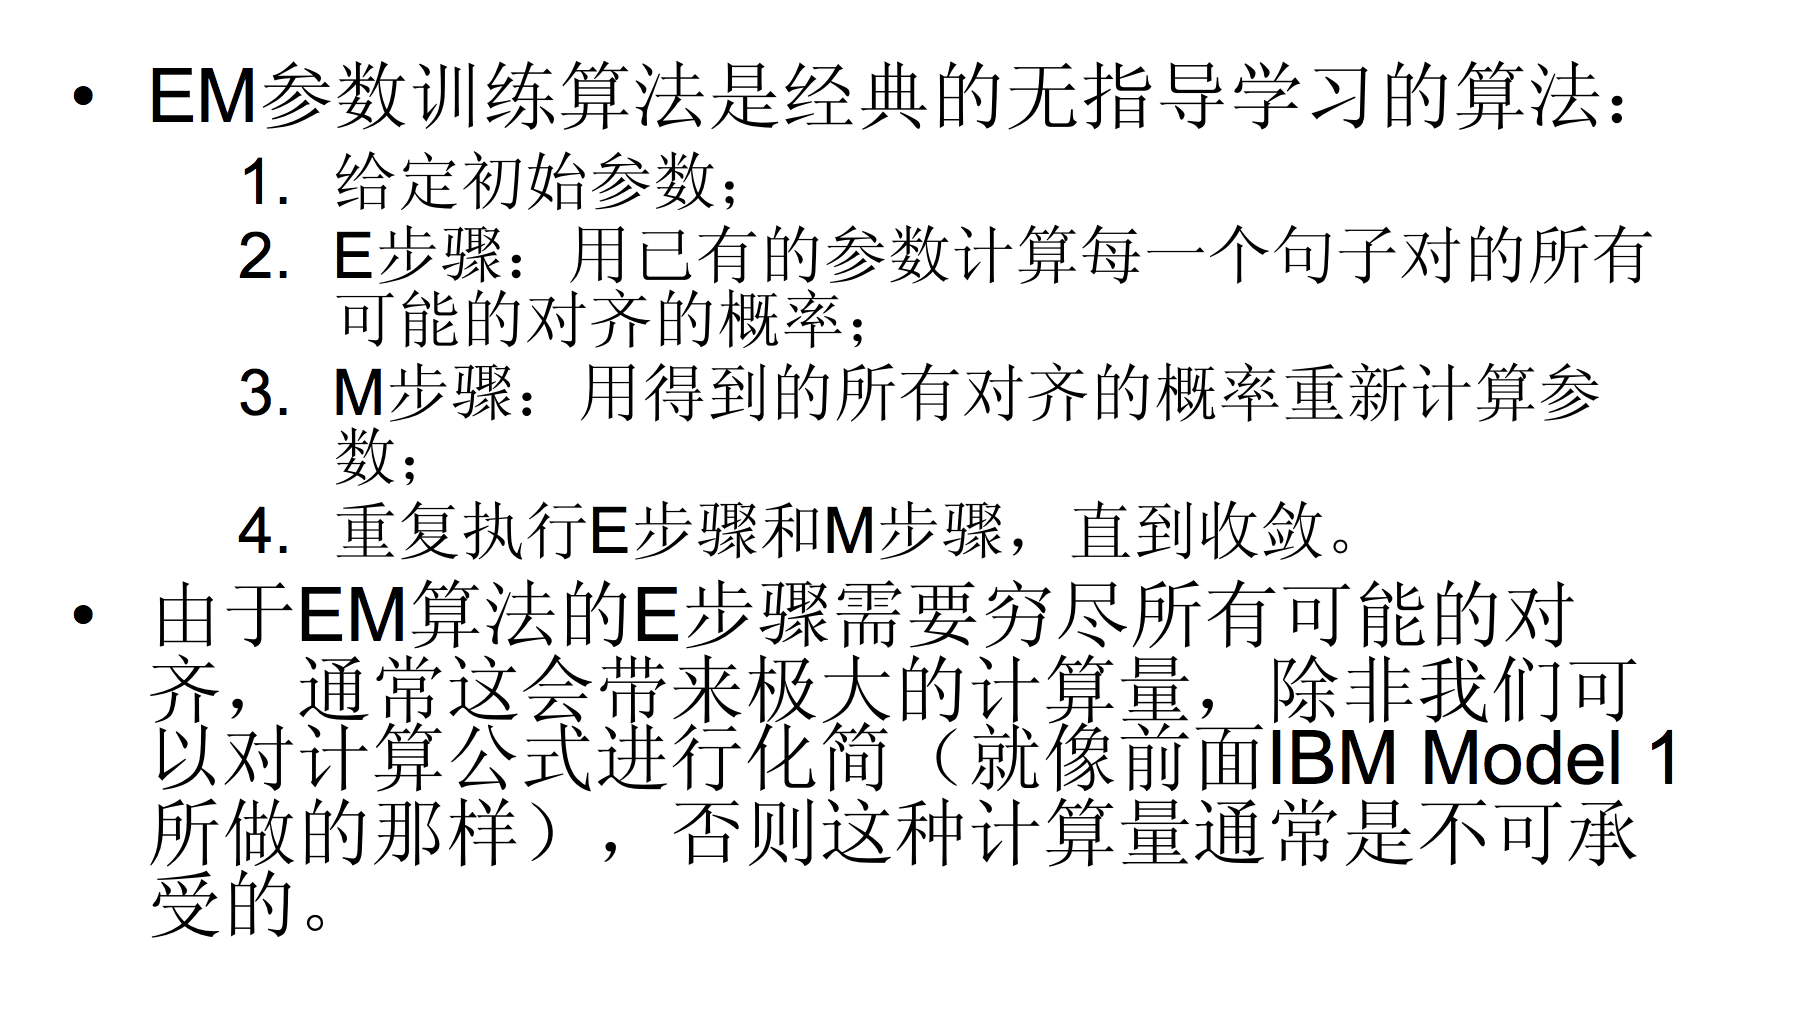 • EM参数训练算法是经典的无指导学习的算法：
1. 给定初始参数；
2. E步骤：用已有的参数计算每一个句子对的所有
可能的对齐的概率；
3. M步骤：用得到的所有对齐的概率重新计算参
数；
4. 重复执行E步骤和M步骤，直到收敛。
• 由于EM算法的E步骤需要穷尽所有可能的对
齐，通常这会带来极大的计算量，除非我们可
以对计算公式进行化简（就像前面IBM Model 1
所做的那样），否则这种计算量通常是不可承
受的。